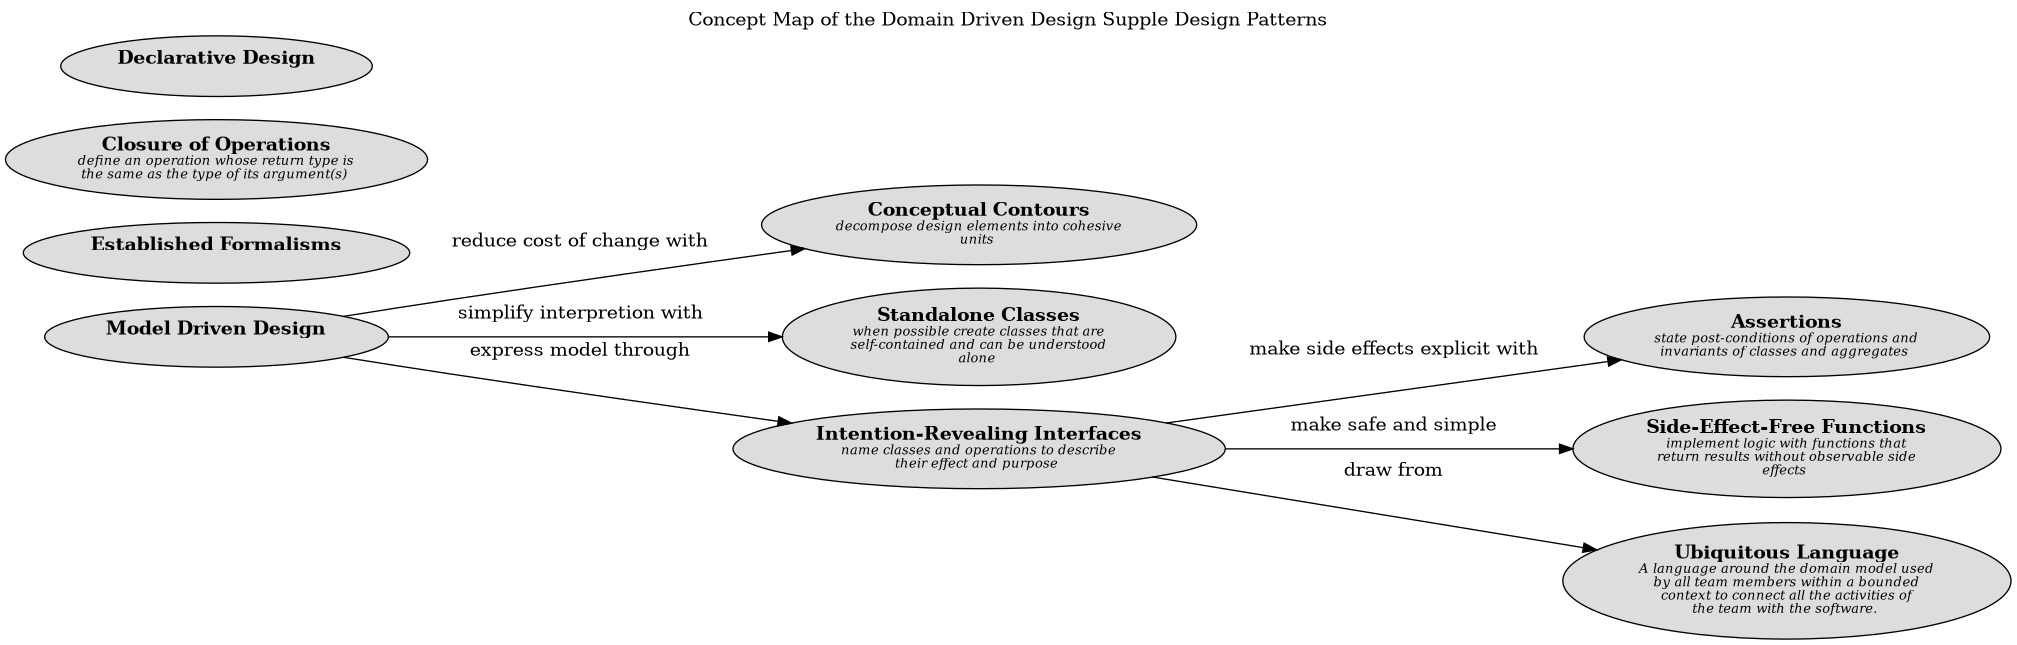 Concept Map of the Domain Driven Design Supple Design Patterns
Declarative Design
Closure of Operations
define an operation whose return type is
the same as the type of its argument(s)
Established Formalisms
Model Driven Design
reduce cost of change with
simplify interpretion with
express model through
Conceptual Contours
decompose design elements into cohesive
units
Standalone Classes
when possible create classes that are
self-contained and can be understood
alone
Intention-Revealing Interfaces
name classes and operations to describe
their effect and purpose
make side effects explicit with
make safe and simple
draw from
Assertions
state post-conditions of operations and
invariants of classes and aggregates
Side-Effect-Free Functions
implement logic with functions that
return results without observable side
effects
Ubiquitous Language
A language around the domain model used
by all team members within a bounded
context to connect all the activities of
the team with the software.